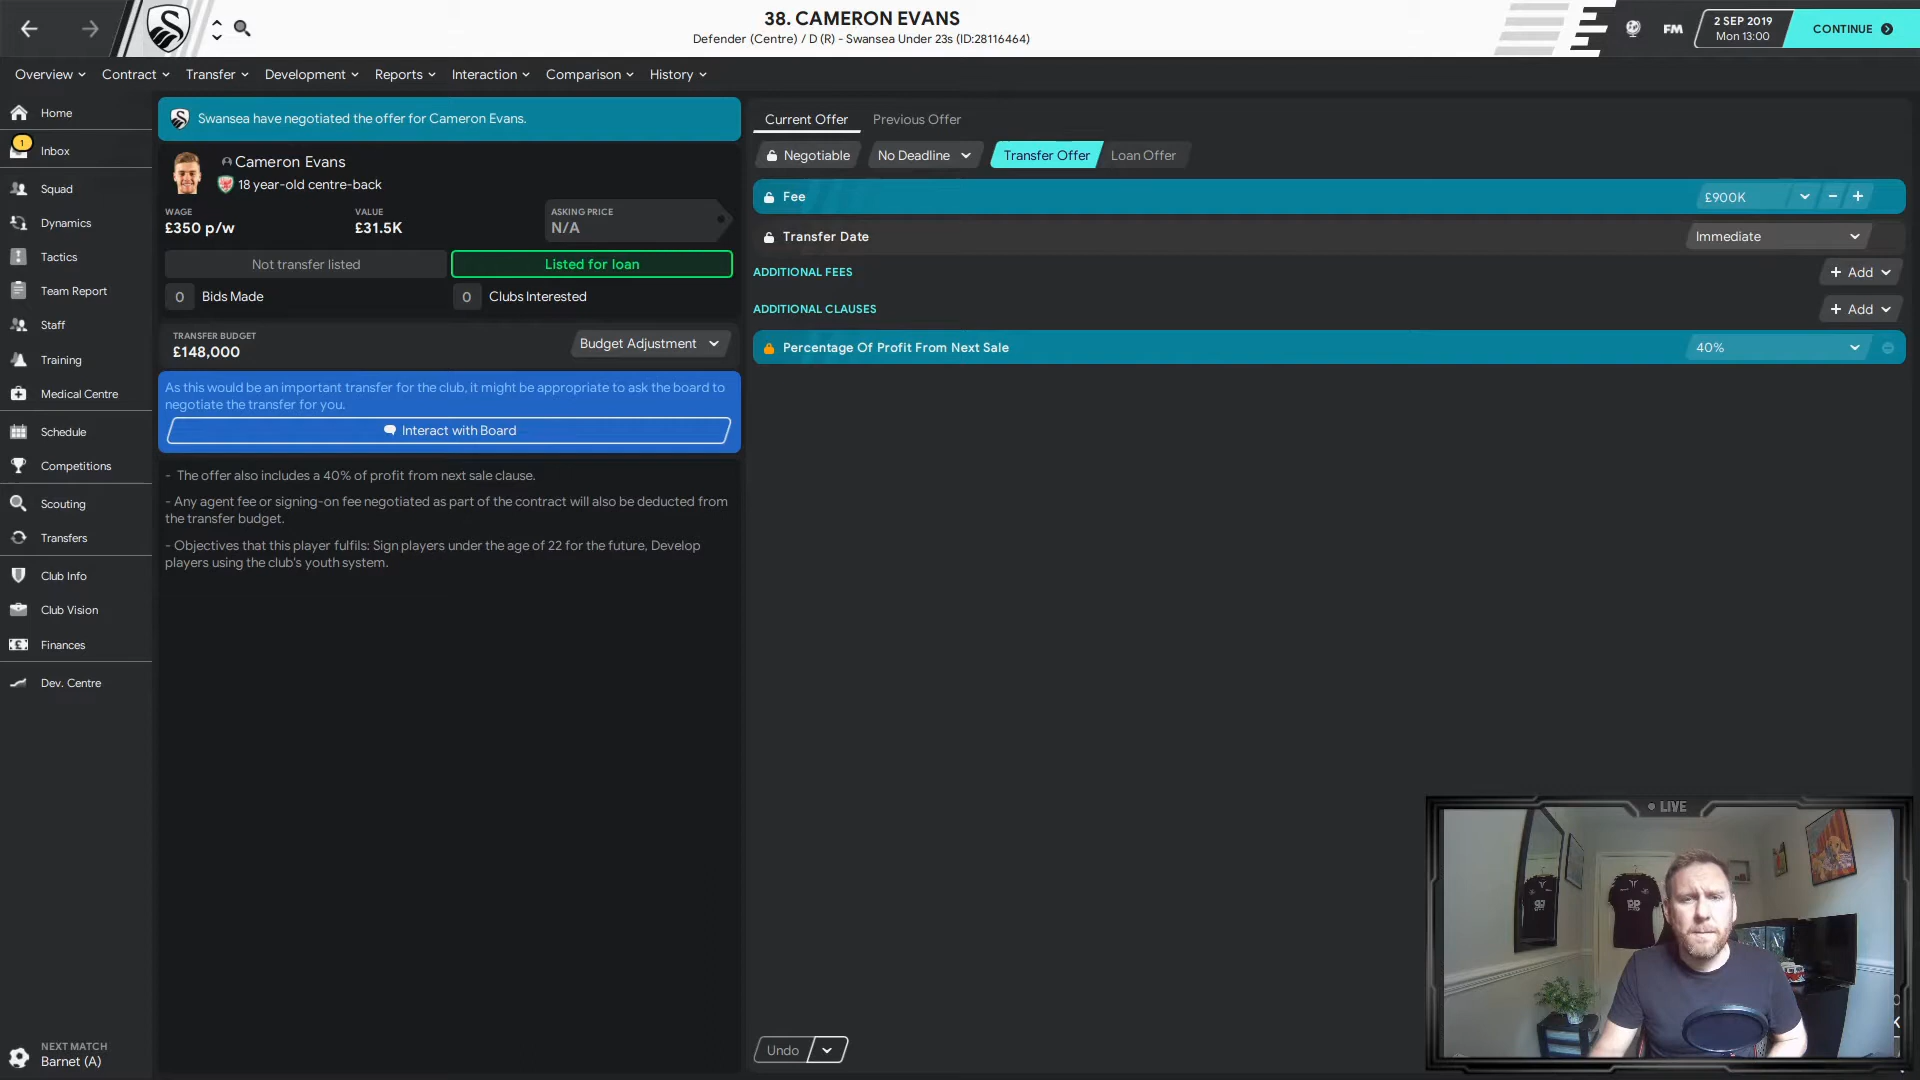 38. CAMERON EVANS
Defender (Centre) / D (R) - Swansea Under 23s (ID:28116464)
FM
2 SEP 2019
Mon 13:00
CONTINUE
Overview
Contract
Transfer
Development
Reports
Interaction
Comparison
History
Home
1
Inbox
Squad
Dynamics
Tactics
Team Report
Staff
Training
Medical Centre
Schedule
Competitions
Scouting
Transfers
Club Info
Club Vision
Finances
Dev. Centre
NEXT MATCH
Barnet (A)
Swansea have negotiated the offer for Cameron Evans.
Cameron Evans
18 year-old centre-back
WAGE
£350 p/w
VALUE
£31.5K
ASKING PRICE
N/A
Not transfer listed
Listed for loan
0 Bids Made
0 Clubs Interested
TRANSFER BUDGET
£148,000
Budget Adjustment
As this would be an important transfer for the club, it might be appropriate to ask the board to
negotiate the transfer for you.
Interact with Board
- The offer also includes a 40% of profit from next sale clause.
- Any agent fee or signing-on fee negotiated as part of the contract will also be deducted from
the transfer budget.
- Objectives that this player fulfils: Sign players under the age of 22 for the future, Develop
players using the club's youth system.
Current Offer
Previous Offer
Negotiable
No Deadline
Transfer Offer
Loan Offer
Fee
£900K
Transfer Date
Immediate
ADDITIONAL FEES
+ Add
ADDITIONAL CLAUSES
+ Add
Percentage Of Profit From Next Sale
40%
Undo
LIVE